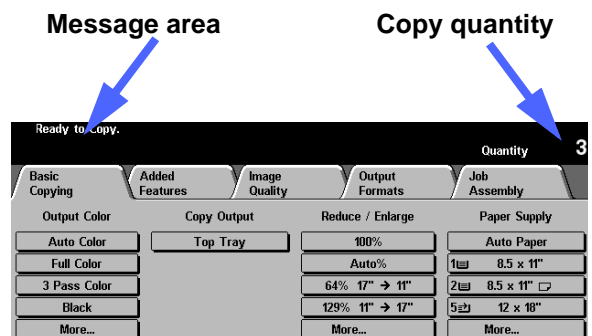 Message area
Copy quantity
Ready to Copy.
Quantity 3
Basic Copying
Added Features
Image Quality
Output Formats
Job Assembly
Output Color
Copy Output
Reduce / Enlarge
Paper Supply
Auto Color
Top Tray
100%
Auto Paper
Full Color
Auto%
1 8.5 x 11"
3 Pass Color
64% 17" → 11"
2 8.5 x 11"
Black
129% 11" → 17"
5 12 x 18"
More...
More...
More...